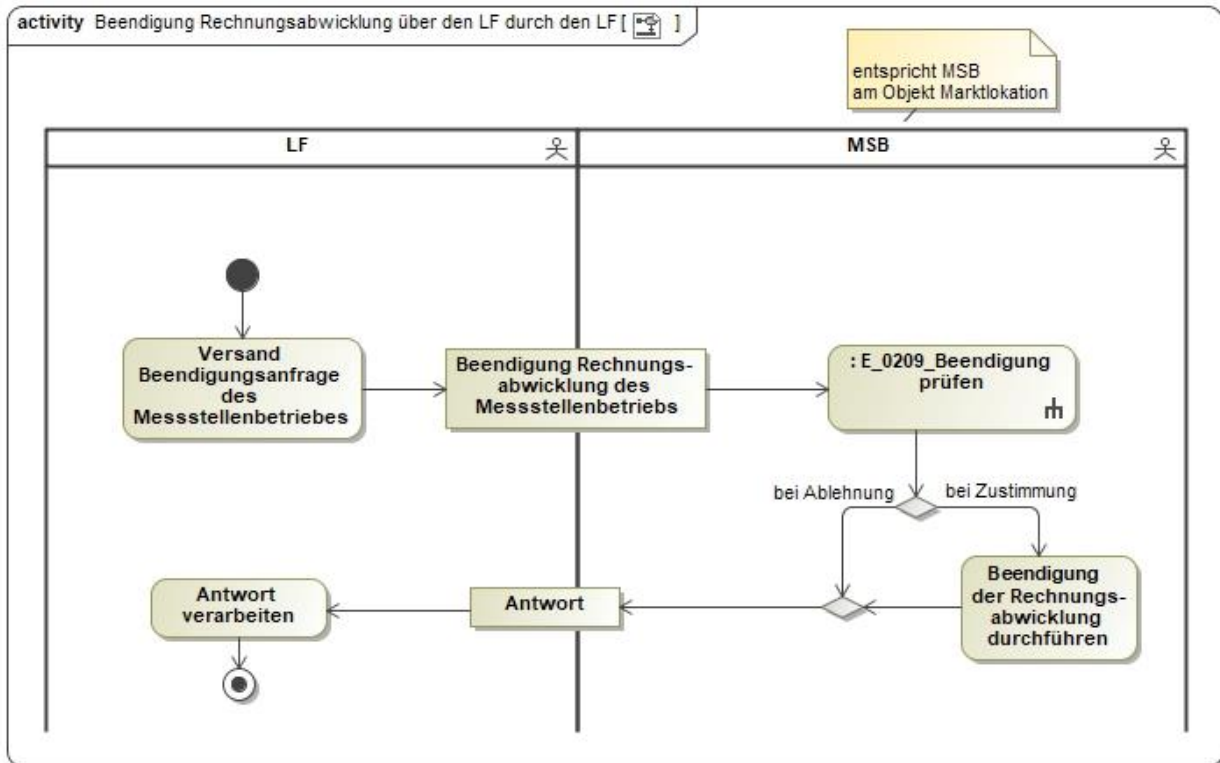 activity Beendigung Rechnungsabwicklung über den LF durch den LF [ ]
entspricht MSB
am Objekt Marktlokation
LF
MSB
Versand
Beendigungsanfrage
des
Messstellenbetriebes
Beendigung Rechnungs-
abwicklung des
Messstellenbetriebs
: E_0209_Beendigung
prüfen
bei Ablehnung
bei Zustimmung
Beendigung
der Rechnungs-
abwicklung
durchführen
Antwort
Antwort
verarbeiten